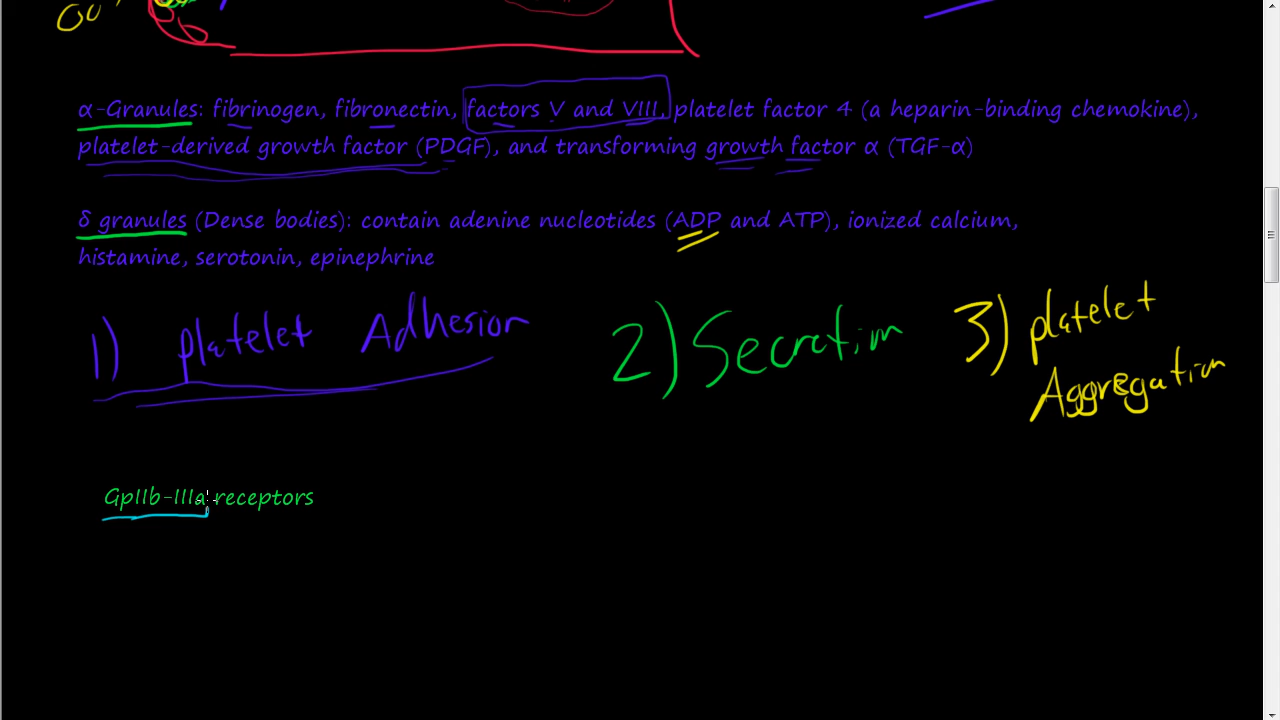 α-Granules: fibrinogen, fibronectin, factors V and VIII, platelet factor 4 (a heparin-binding chemokine),
platelet-derived growth factor (PDGF), and transforming growth factor α (TGF-α)
δ granules (Dense bodies): contain adenine nucleotides (ADP and ATP), ionized calcium,
histamine, serotonin, epinephrine
1) Platelet Adhesion
2) Secretion
3) platelet
Aggregation
GpIIb-IIIa receptors